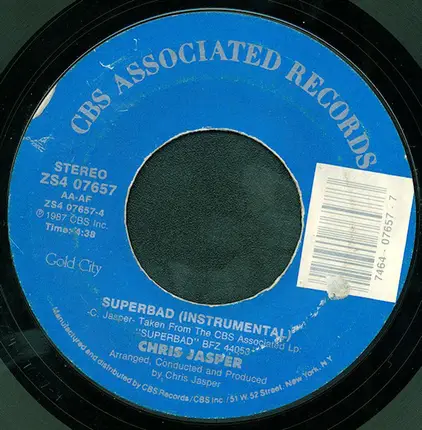 CBS ASSOCIATED RECORDS
STEREO
ZS4 07657
AA-AF
ZS4 07657-4
℗ 1987 CBS Inc.
Time: 4:38
Gold City
7464-07657-7
SUPERBAD (INSTRUMENTAL)
-C. Jasper- Taken From The CBS Associated Lp:
"SUPERBAD" BFZ 44053
CHRIS JASPER
Arranged, Conducted and Produced
by Chris Jasper
Manufactured and distributed by CBS Records/CBS Inc./51 W.52 Street, New York, N.Y.